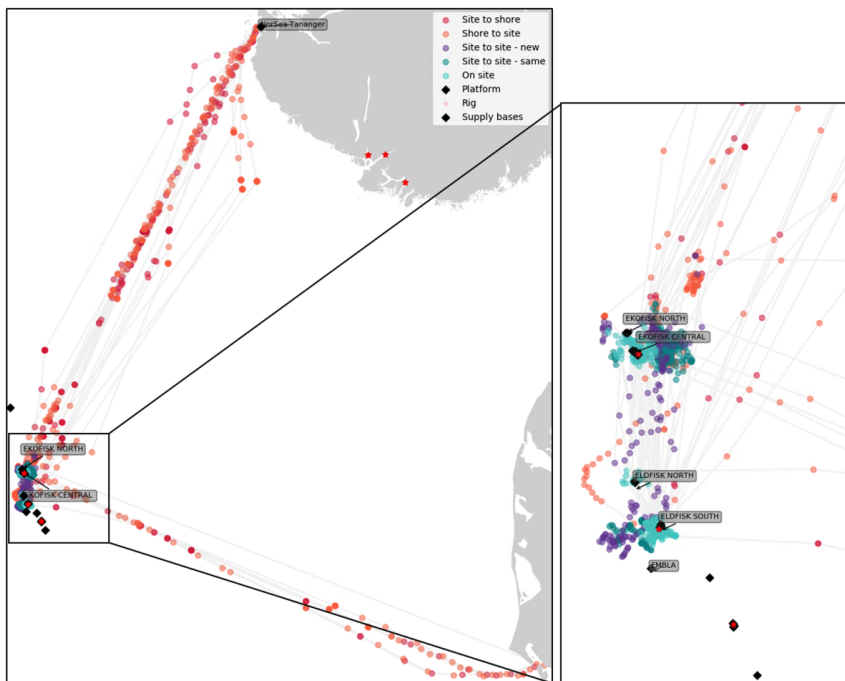 NorSea Tananger
Site to shore
Shore to site
Site to site - new
Site to site - same
On site
Platform
Rig
Supply bases
EKOFISK NORTH
EKOFISK CENTRAL
EKOFISK NORTH
EKOFISK CENTRAL
ELDFISK NORTH
ELDFISK SOUTH
EMBLA